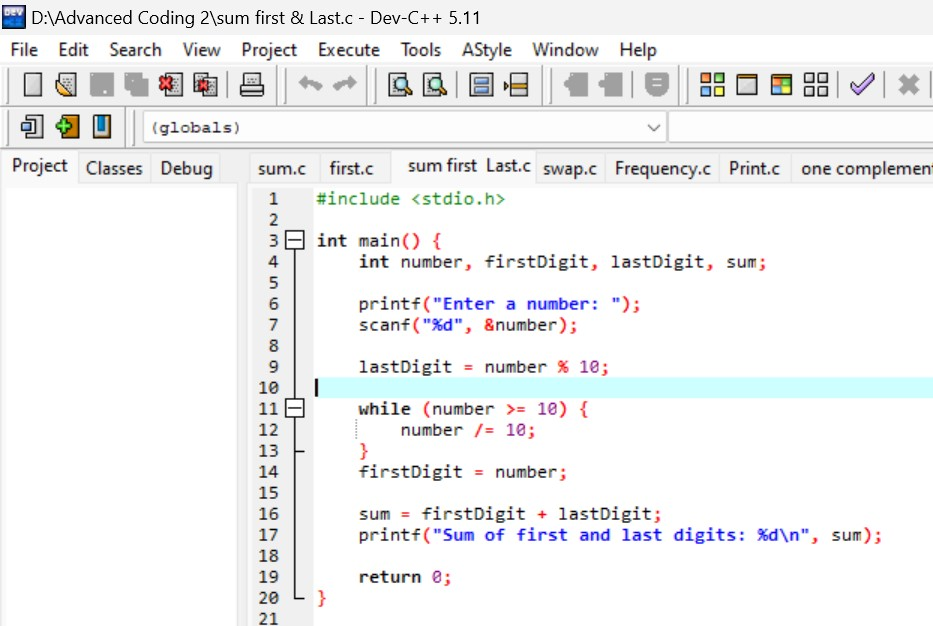 D:\Advanced Coding 2\sum first & Last.c - Dev-C++ 5.11
File Edit Search View Project Execute Tools AStyle Window Help
(globals)
Project Classes Debug sum.c first.c sum first Last.c swap.c Frequency.c Print.c one complement
1 #include <stdio.h>
2
3 int main() {
4 int number, firstDigit, lastDigit, sum;
5
6 printf("Enter a number: ");
7 scanf("%d", &number);
8
9 lastDigit = number % 10;
10
11 while (number >= 10) {
12 number /= 10;
13 }
14 firstDigit = number;
15
16 sum = firstDigit + lastDigit;
17 printf("Sum of first and last digits: %d\n", sum);
18
19 return 0;
20 }
21